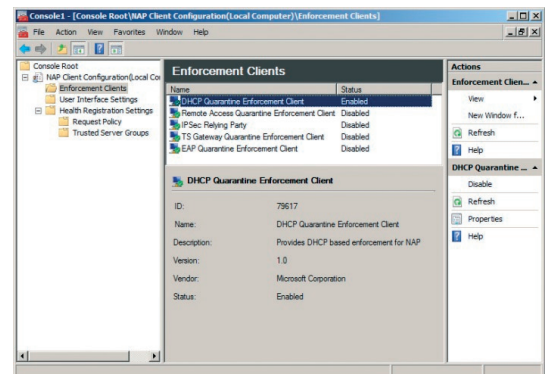 Console1 - [Console Root\NAP Client Configuration(Local Computer)\Enforcement Clients]
File Action View Favorites Window Help
Console Root
NAP Client Configuration(Local Co
Enforcement Clients
User Interface Settings
Health Registration Settings
Request Policy
Trusted Server Groups
Enforcement Clients
Name Status
DHCP Quarantine Enforcement Client Enabled
Remote Access Quarantine Enforcement Client Disabled
IPSec Relying Party Disabled
TS Gateway Quarantine Enforcement Client Disabled
EAP Quarantine Enforcement Client Disabled
DHCP Quarantine Enforcement Client
ID: 79617
Name: DHCP Quarantine Enforcement Client
Description: Provides DHCP based enforcement for NAP
Version: 1.0
Vendor: Microsoft Corporation
Status: Enabled
Actions
Enforcement Clien...
View
New Window f...
Refresh
Help
DHCP Quarantine ...
Disable
Refresh
Properties
Help